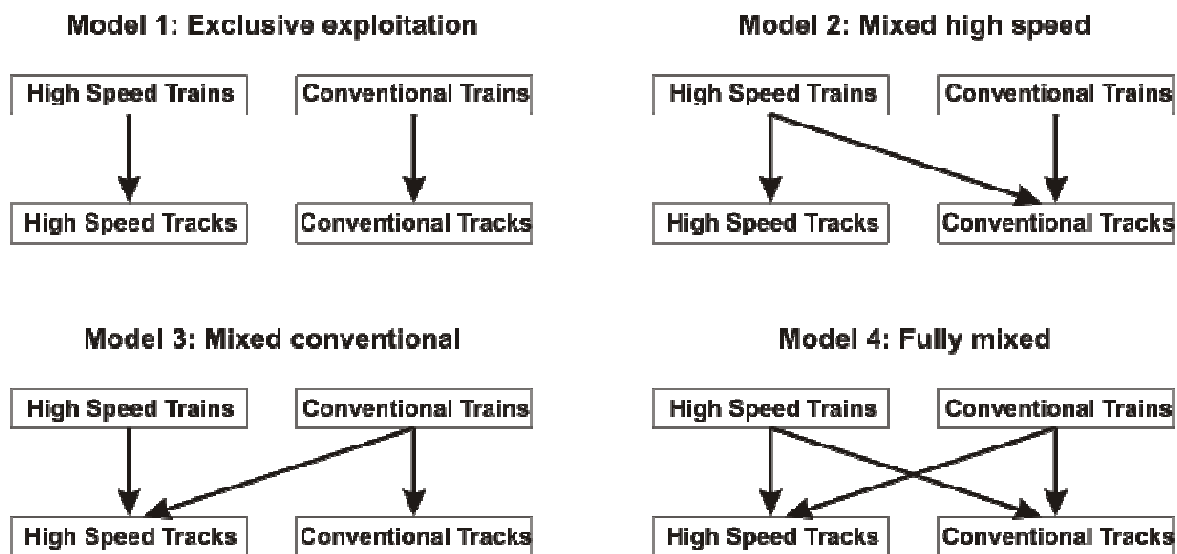 Model 1: Exclusive exploitation
High Speed Trains
Conventional Trains
High Speed Tracks
Conventional Tracks
Model 2: Mixed high speed
High Speed Trains
Conventional Trains
High Speed Tracks
Conventional Tracks
Model 3: Mixed conventional
High Speed Trains
Conventional Trains
High Speed Tracks
Conventional Tracks
Model 4: Fully mixed
High Speed Trains
Conventional Trains
High Speed Tracks
Conventional Tracks